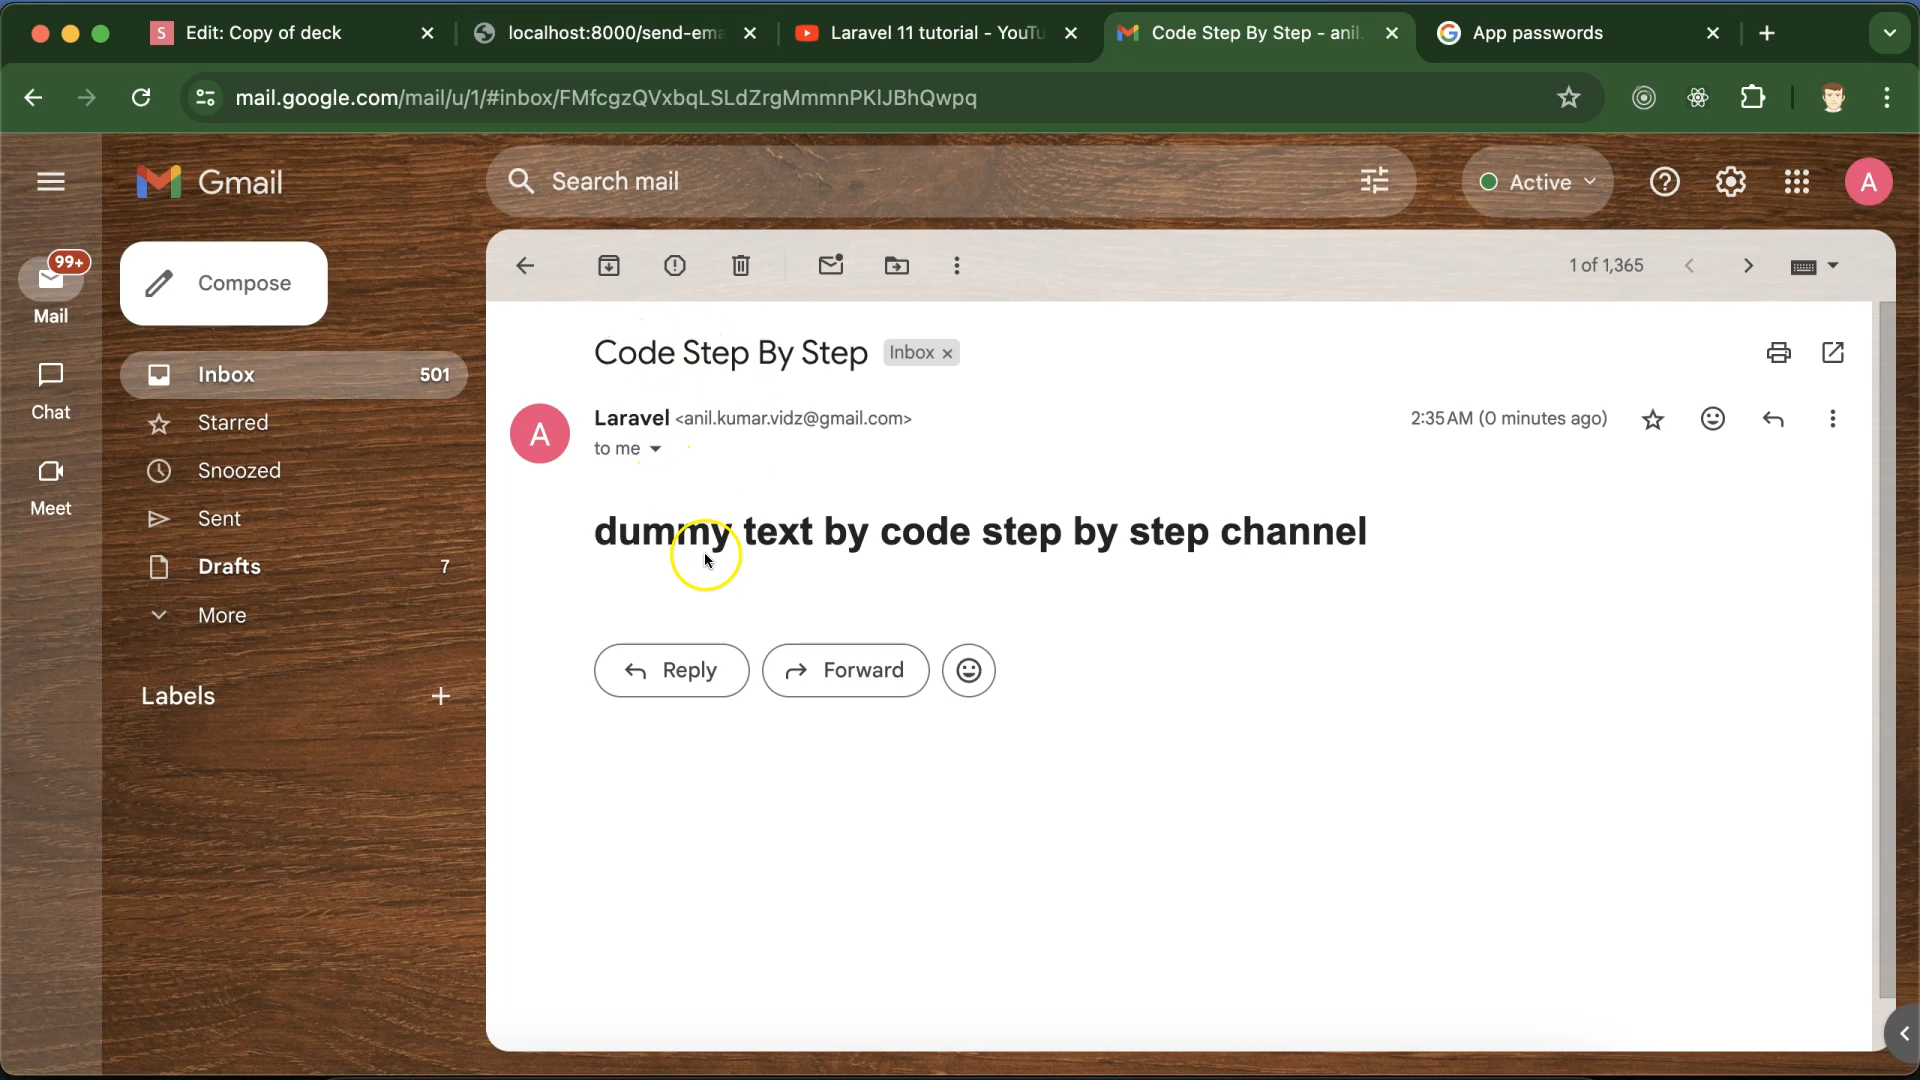 S Edit: Copy of deck
localhost:8000/send-ema
Laravel 11 tutorial - YouTu
Code Step By Step - anil.
App passwords
mail.google.com/mail/u/1/#inbox/FMfcgzQVxbqLSLdZrgMmmnPKlJBhQwpq
Gmail
Search mail
Active
A
99+
Mail
Chat
Meet
Compose
Inbox 501
Starred
Snoozed
Sent
Drafts 7
More
Labels
1 of 1,365
Code Step By Step Inbox
A
Laravel <anil.kumar.vidz@gmail.com>
2:35 AM (0 minutes ago)
to me
dummy text by code step by step channel
Reply
Forward